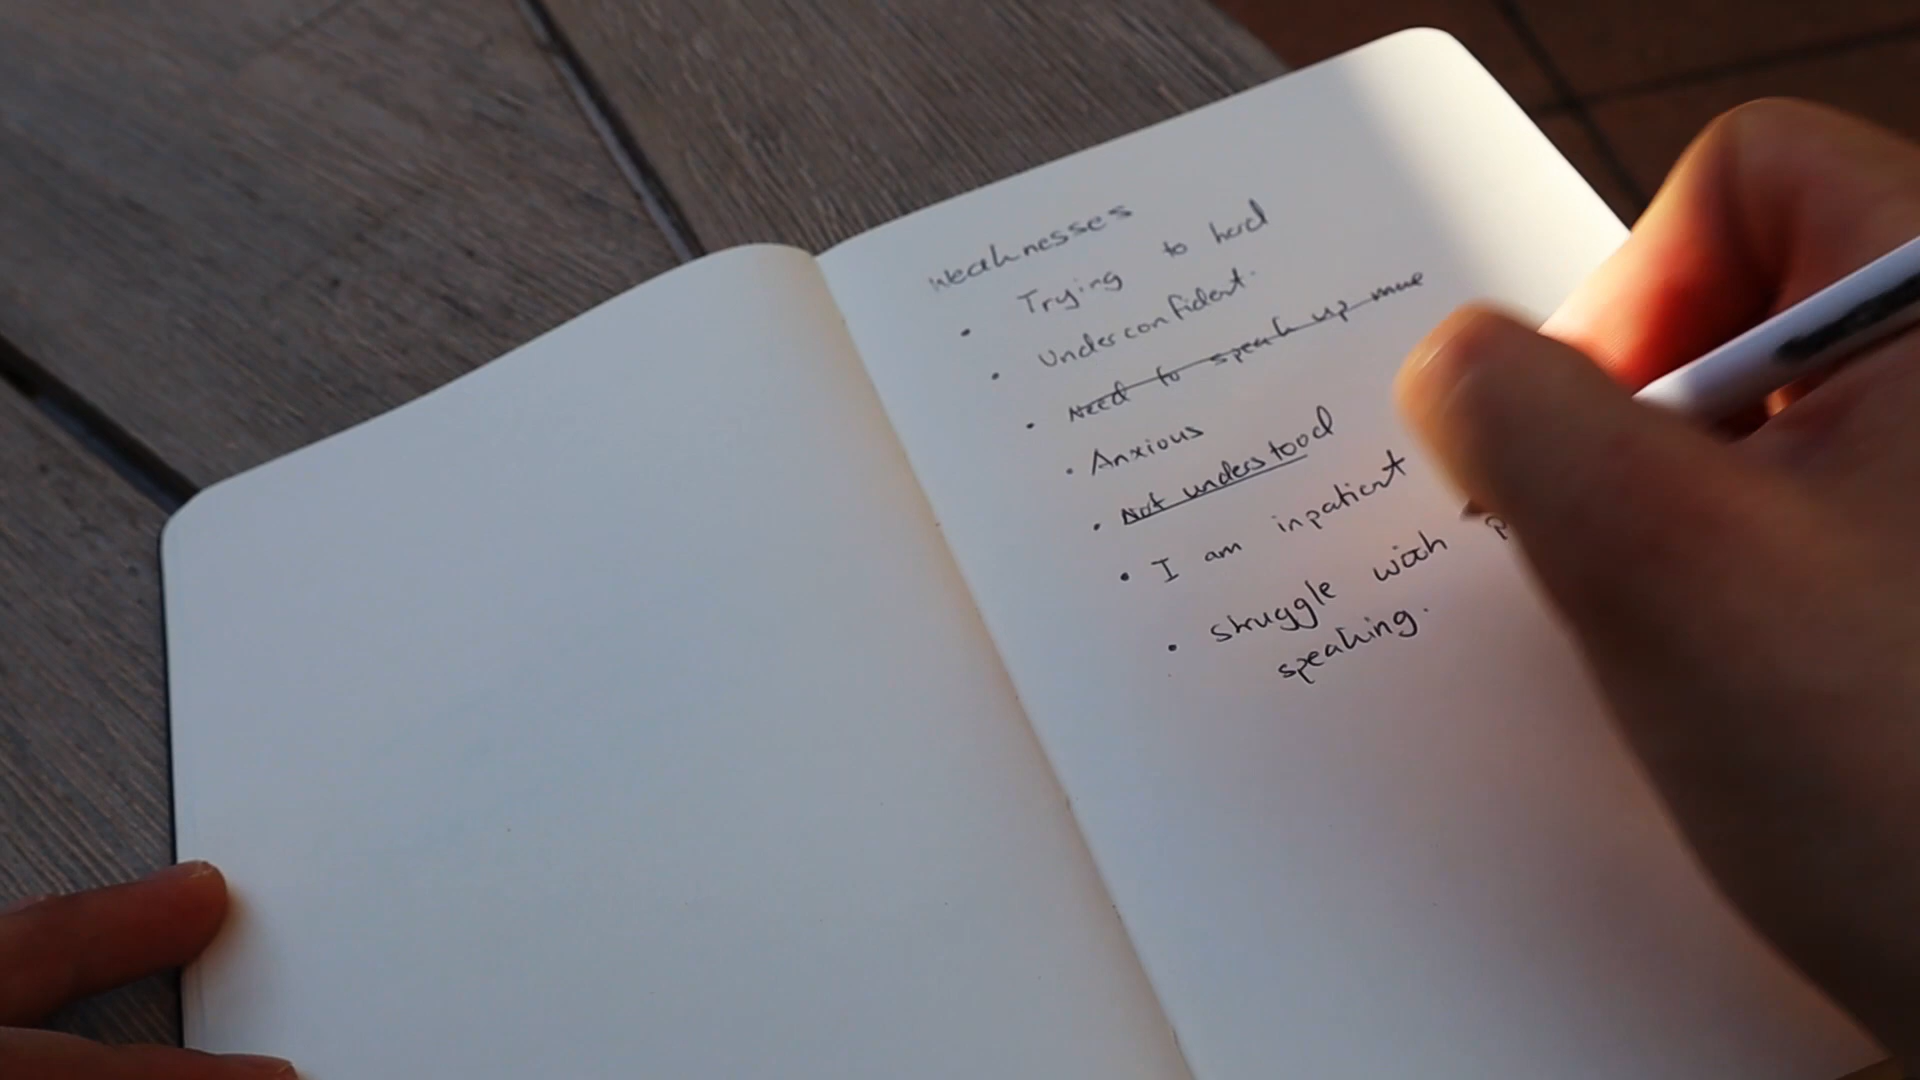 Weaknesses
• Trying to hard
• Underconfident.
• Need to speak up more
• Anxious
• Not understood
• I am inpatient
• struggle with
speaking.